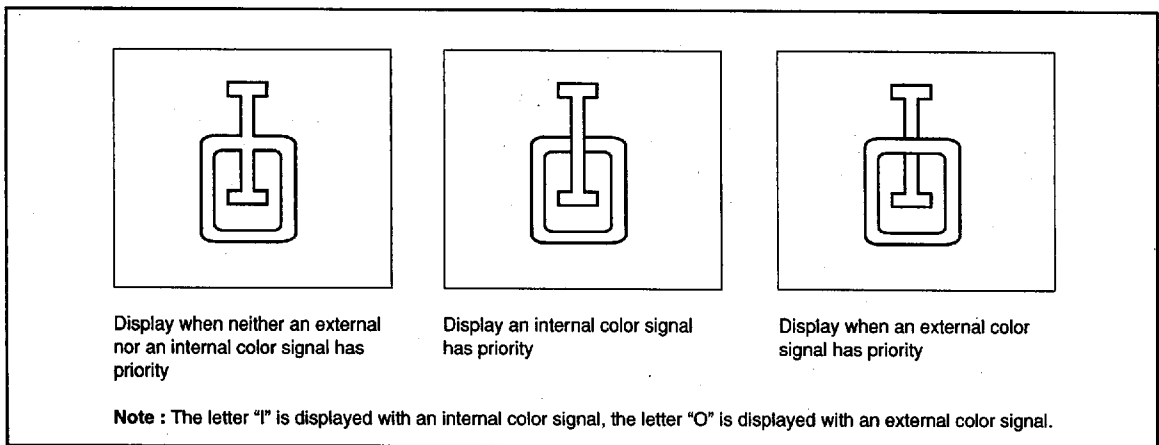 Display when neither an external
nor an internal color signal has
priority
Display an internal color signal
has priority
Display when an external color
signal has priority
Note : The letter “I” is displayed with an internal color signal, the letter “O” is displayed with an external color signal.